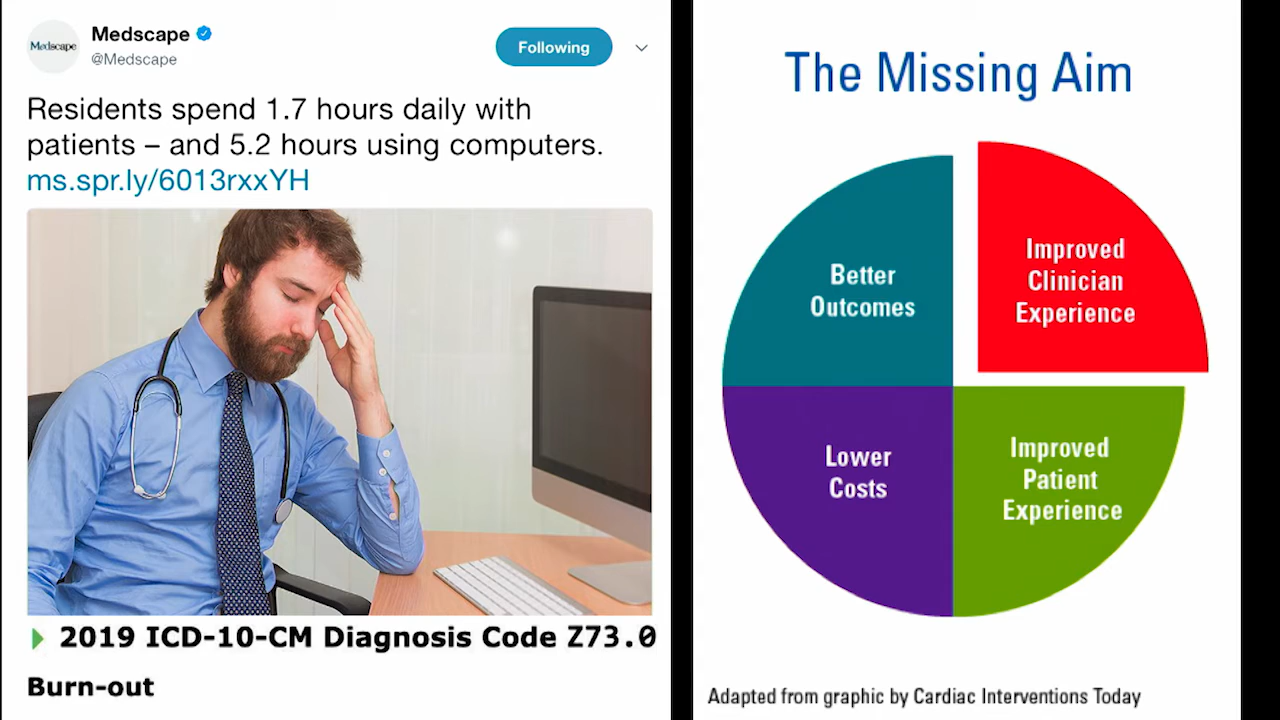 Medscape
Medscape
@Medscape
Following
Residents spend 1.7 hours daily with
patients – and 5.2 hours using computers.
ms.spr.ly/6013rxxYH
2019 ICD-10-CM Diagnosis Code Z73.0
Burn-out
The Missing Aim
Better
Outcomes
Improved
Clinician
Experience
Lower
Costs
Improved
Patient
Experience
Adapted from graphic by Cardiac Interventions Today